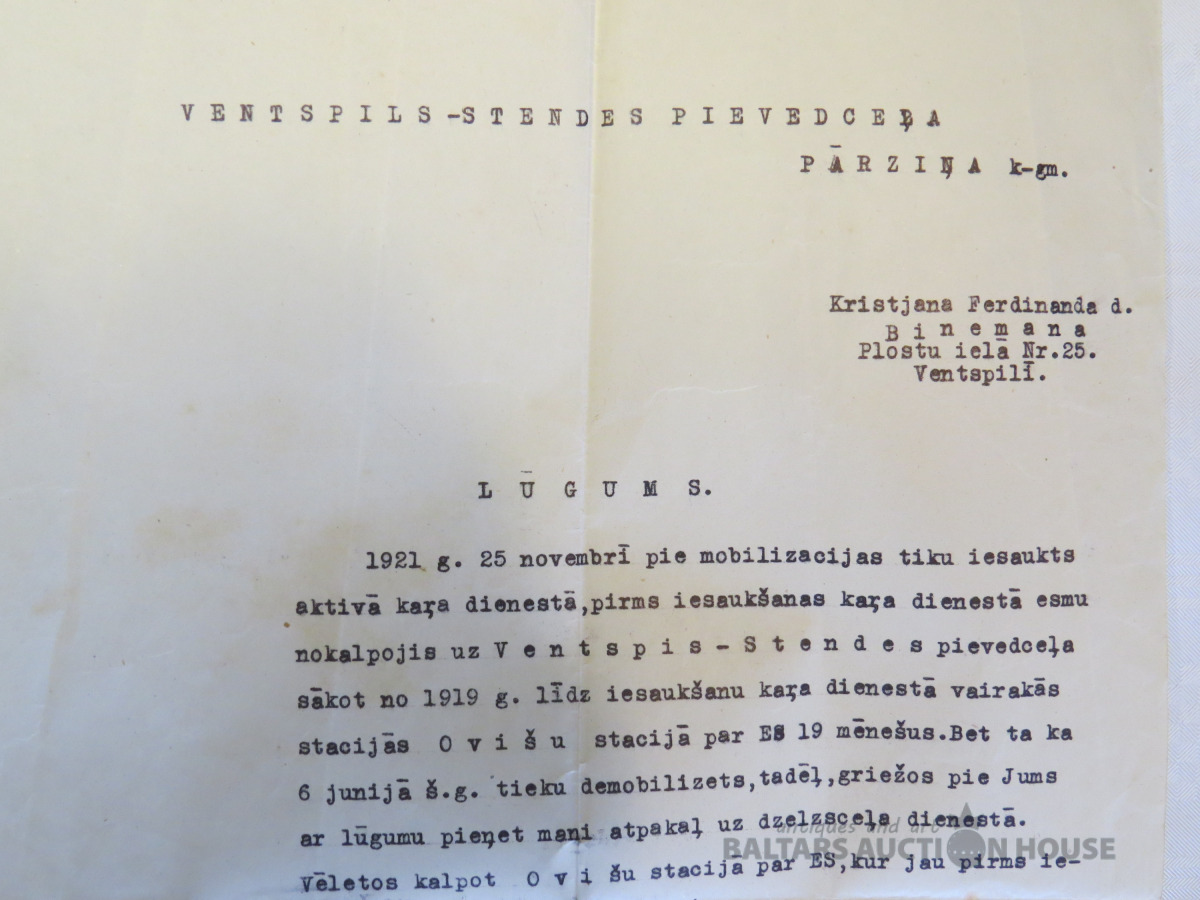 VENTSPILS-STENDES PIEVEDCEĻA
PĀRZIŅA k-gm.
Kristjana Ferdinanda d.
Binemana
Plostu ielā Nr.25.
Ventspilī.
LŪGUMS.
1921 g. 25 novembrī pie mobilizacijas tiku iesaukts
aktivā kaŗa dienestā,pirms iesaukšanas kaŗa dienestā esmu
nokalpojis uz Ventspis-Stendes pievedceļa
sākot no 1919 g. līdz iesaukšanu kaŗa dienestā vairakās
stacijās Ovišu stacijā par ES 19 mēnešus.Bet ta ka
6 junijā š.g. tieku demobilizets,tadēļ,griežos pie Jums
ar lūgumu pieņet mani atpakaļ uz dzelzsceļa dienestā.
Vēletos kalpot Ovišu stacijā par ES,kur jau pirms ie-
antiques and art
BALTARS AUCTION HOUSE